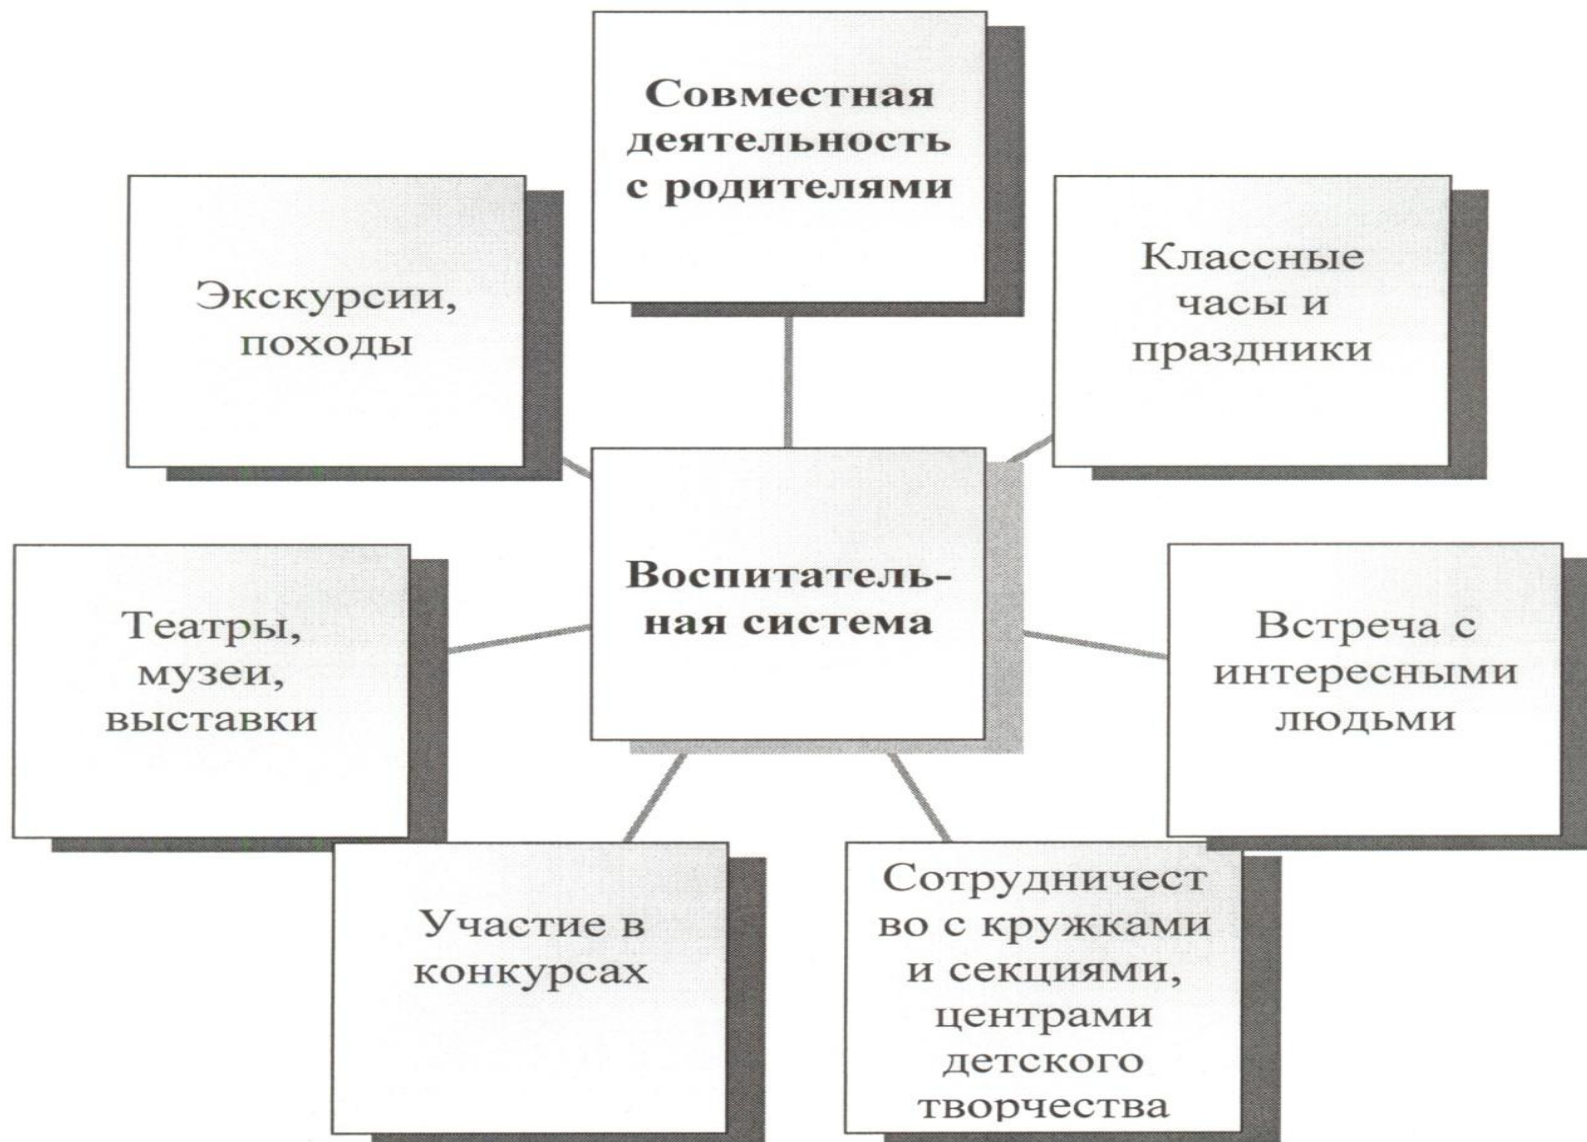 Совместная
деятельность
с родителями
Классные
часы и
праздники
Встреча с
интересными
людьми
Сотрудничест
во с кружками
и секциями,
центрами
детского
творчества
Участие в
конкурсах
Театры,
музеи,
выставки
Экскурсии,
походы
Воспитатель-
ная система